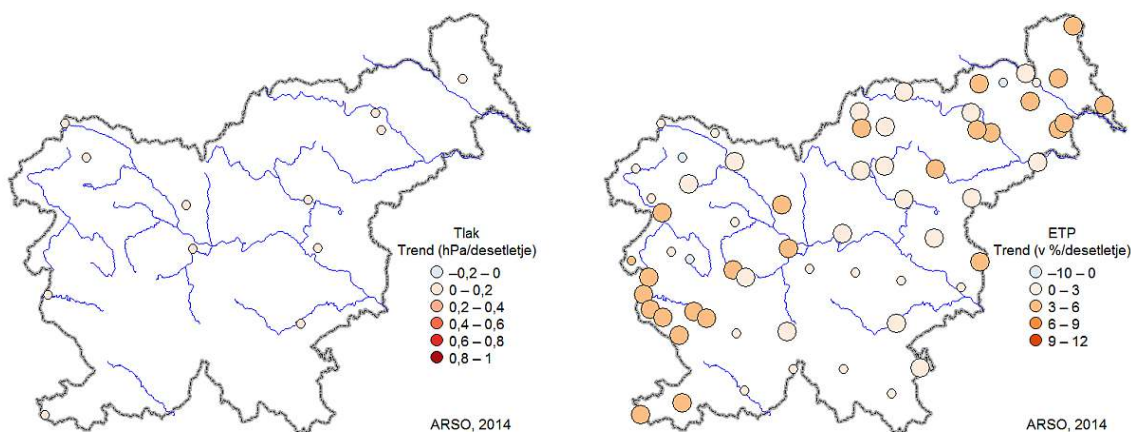 Tlak
Trend (hPa/desetletje)
−0,2 – 0
0 – 0,2
0,2 – 0,4
0,4 – 0,6
0,6 – 0,8
0,8 – 1
ARSO, 2014
ETP
Trend (v %/desetletje)
−10 – 0
0 – 3
3 – 6
6 – 9
9 – 12
ARSO, 2014